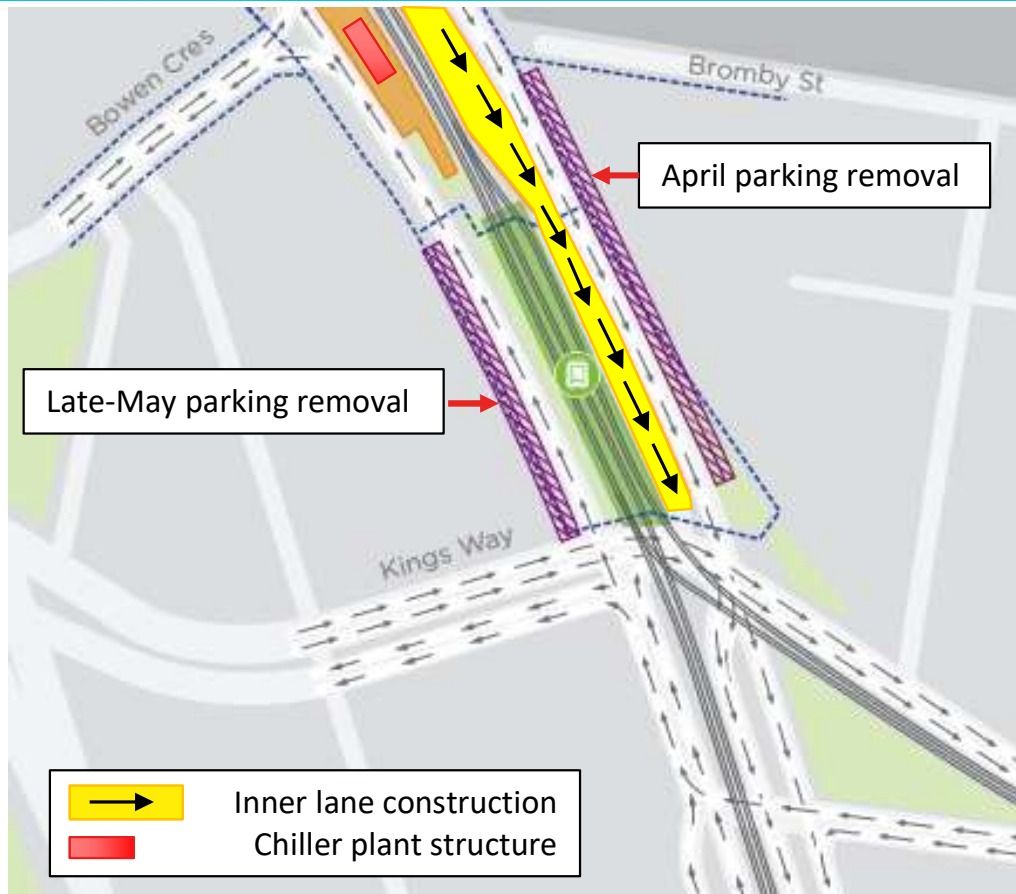 Bowen Cres
Bromby St
April parking removal
Late-May parking removal
Kings Way
Inner lane construction
Chiller plant structure